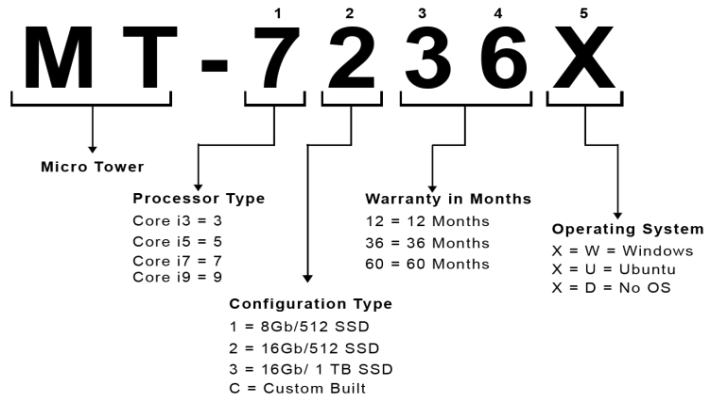 1 2 3 4 5
MT-7236X
Micro Tower
Processor Type
Core i3 = 3
Core i5 = 5
Core i7 = 7
Core i9 = 9
Configuration Type
1 = 8Gb/512 SSD
2 = 16Gb/512 SSD
3 = 16Gb/ 1 TB SSD
C = Custom Built
Warranty in Months
12 = 12 Months
36 = 36 Months
60 = 60 Months
Operating System
X = W = Windows
X = U = Ubuntu
X = D = No OS